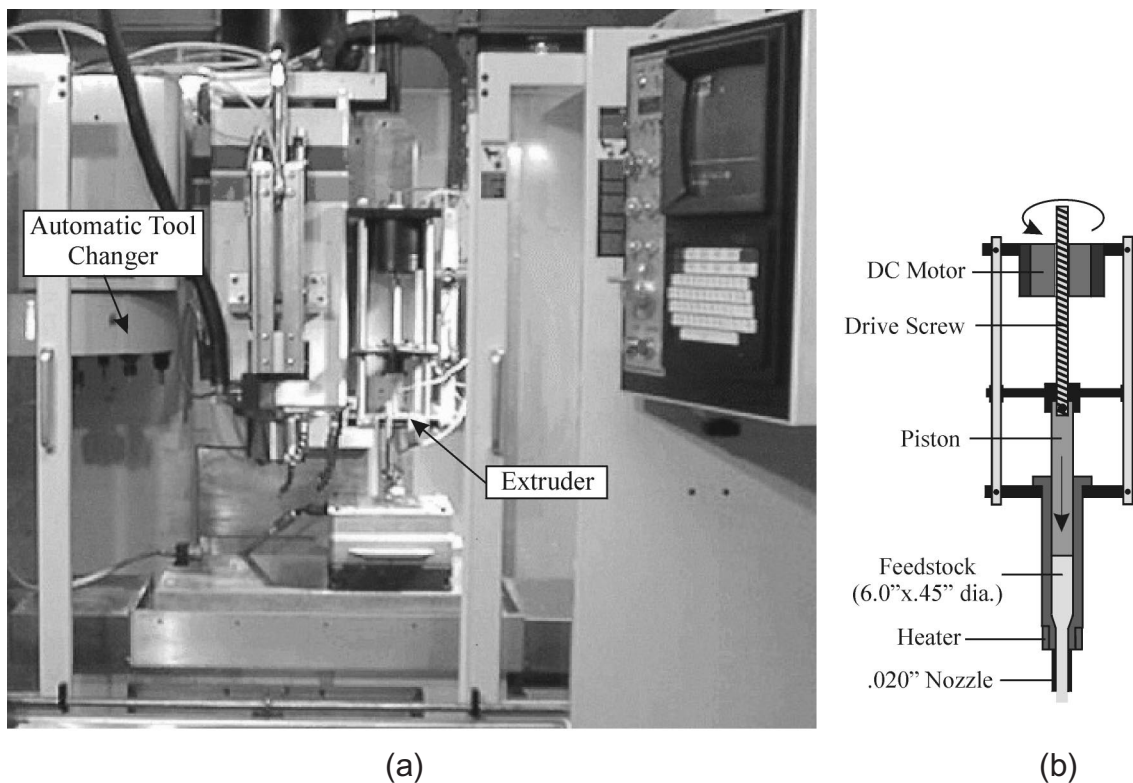 Automatic Tool
Changer
Extruder
(a)
DC Motor
Drive Screw
Piston
Feedstock
(6.0”x.45” dia.)
Heater
.020” Nozzle
(b)